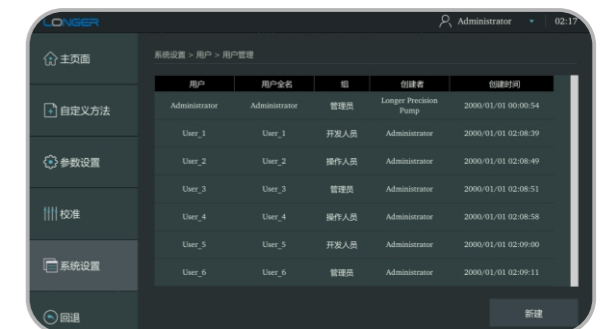 LONGER
Administrator 02:17
主页面
系统设置 > 用户 > 用户管理
用户 用户全名 组 创建者 创建时间
Administrator Administrator 管理员 Longer Precision Pump 2000/01/01 00:00:54
自定义方法
User_1 User_1 开发人员 Administrator 2000/01/01 02:08:39
参数设置
User_2 User_2 操作人员 Administrator 2000/01/01 02:08:49
User_3 User_3 管理员 Administrator 2000/01/01 02:08:51
校准
User_4 User_4 操作人员 Administrator 2000/01/01 02:08:58
User_5 User_5 开发人员 Administrator 2000/01/01 02:09:00
系统设置
User_6 User_6 管理员 Administrator 2000/01/01 02:09:11
回退
新建